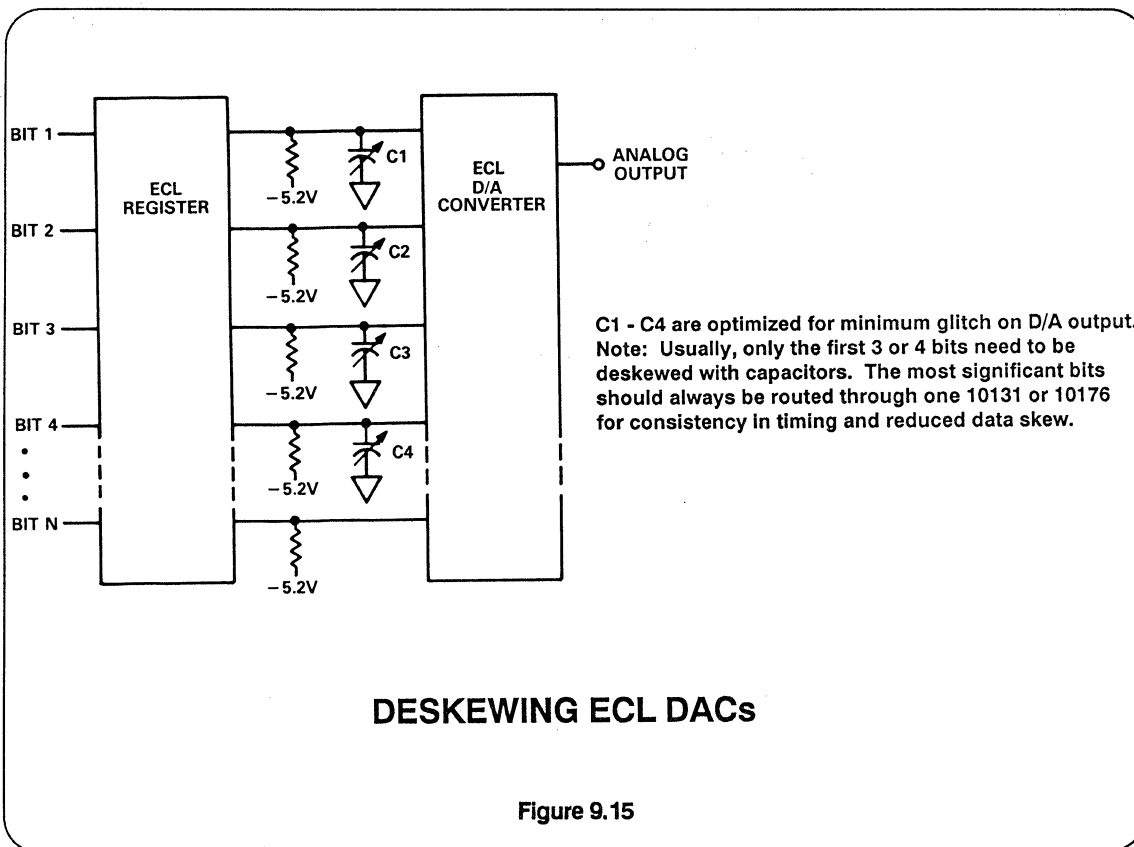 BIT 1
BIT 2
BIT 3
BIT 4
BIT N
ECL
REGISTER
−5.2V
C1
−5.2V
C2
−5.2V
C3
−5.2V
C4
−5.2V
ECL
D/A
CONVERTER
ANALOG
OUTPUT
C1 - C4 are optimized for minimum glitch on D/A output.
Note: Usually, only the first 3 or 4 bits need to be
deskewed with capacitors. The most significant bits
should always be routed through one 10131 or 10176
for consistency in timing and reduced data skew.
DESKEWING ECL DACs
Figure 9.15